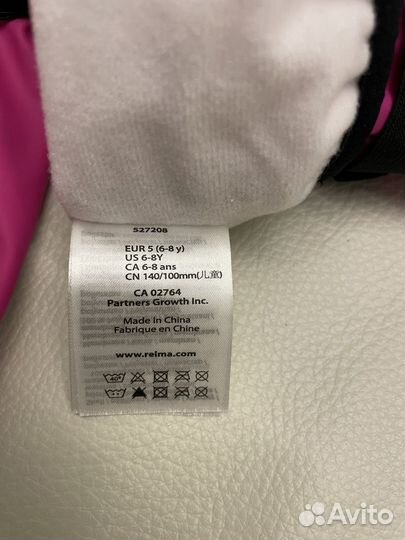 527208
EUR 5 (6-8 y)
US 6-8Y
CA 6-8 ans
CN 140/100mm(儿童)
CA 02764
Partners Growth Inc.
Made in China
Fabrique en Chine
www.reima.com
40°
Avito